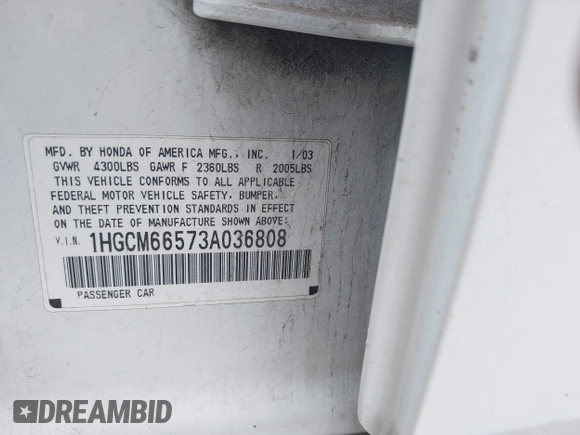 MFD. BY HONDA OF AMERICA MFG., INC. 1/03
GVWR 4300LBS GAWR F 2360LBS R 2005LBS
THIS VEHICLE CONFORMS TO ALL APPLICABLE
FEDERAL MOTOR VEHICLE SAFETY, BUMPER,
AND THEFT PREVENTION STANDARDS IN EFFECT
ON THE DATE OF MANUFACTURE SHOWN ABOVE:
V.I.N. 1HGCM66573A036808
PASSENGER CAR
DREAMBID